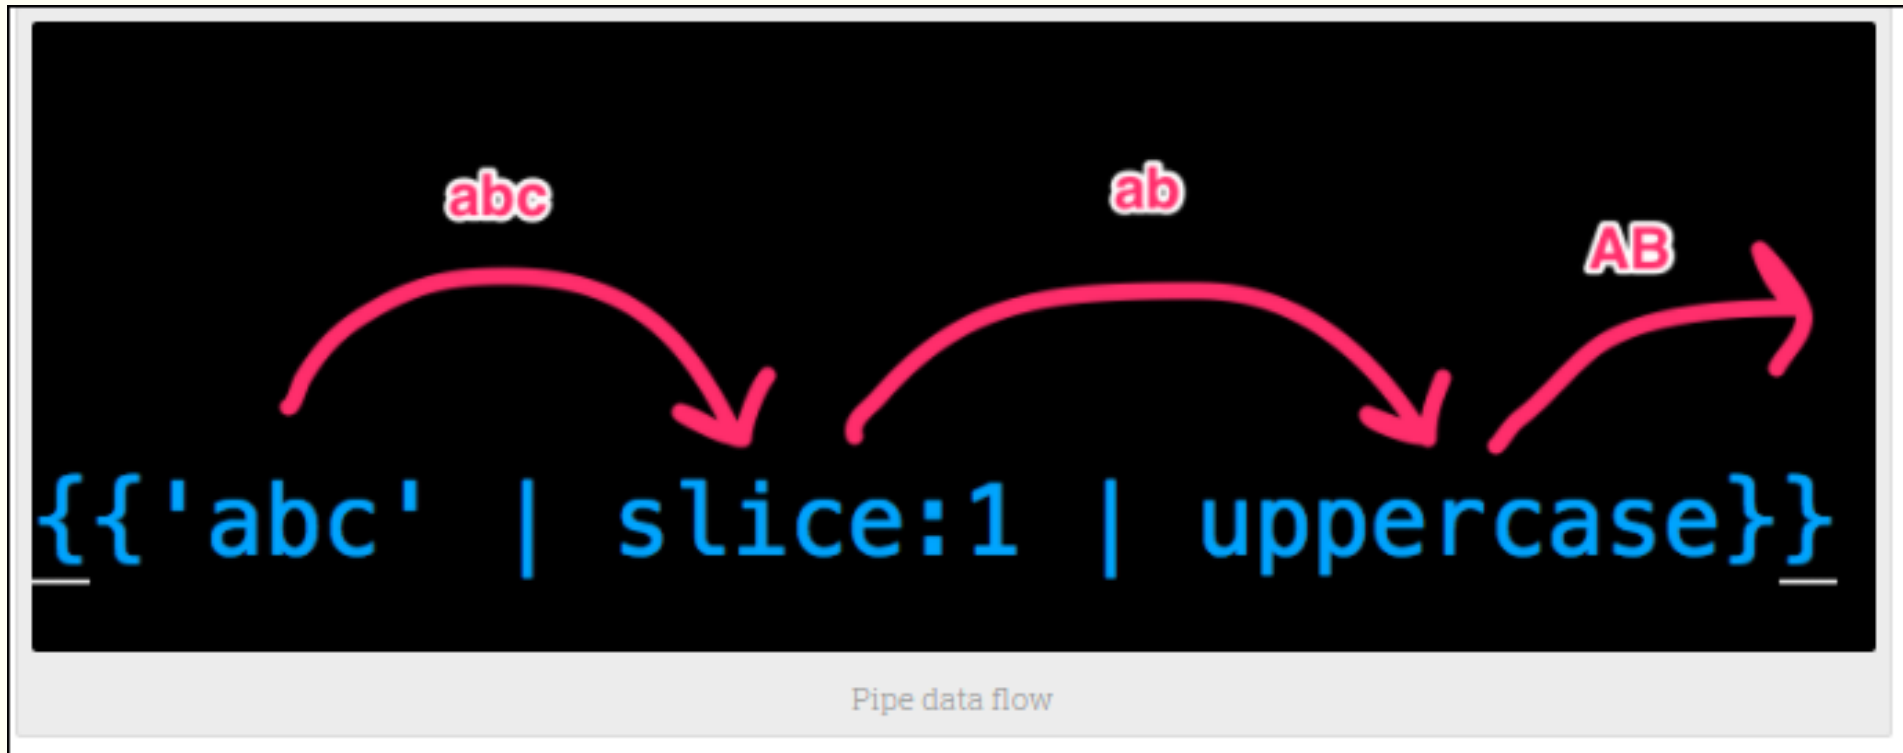 abc
ab
AB
{{'abc' | slice:1 | uppercase}}
Pipe data flow